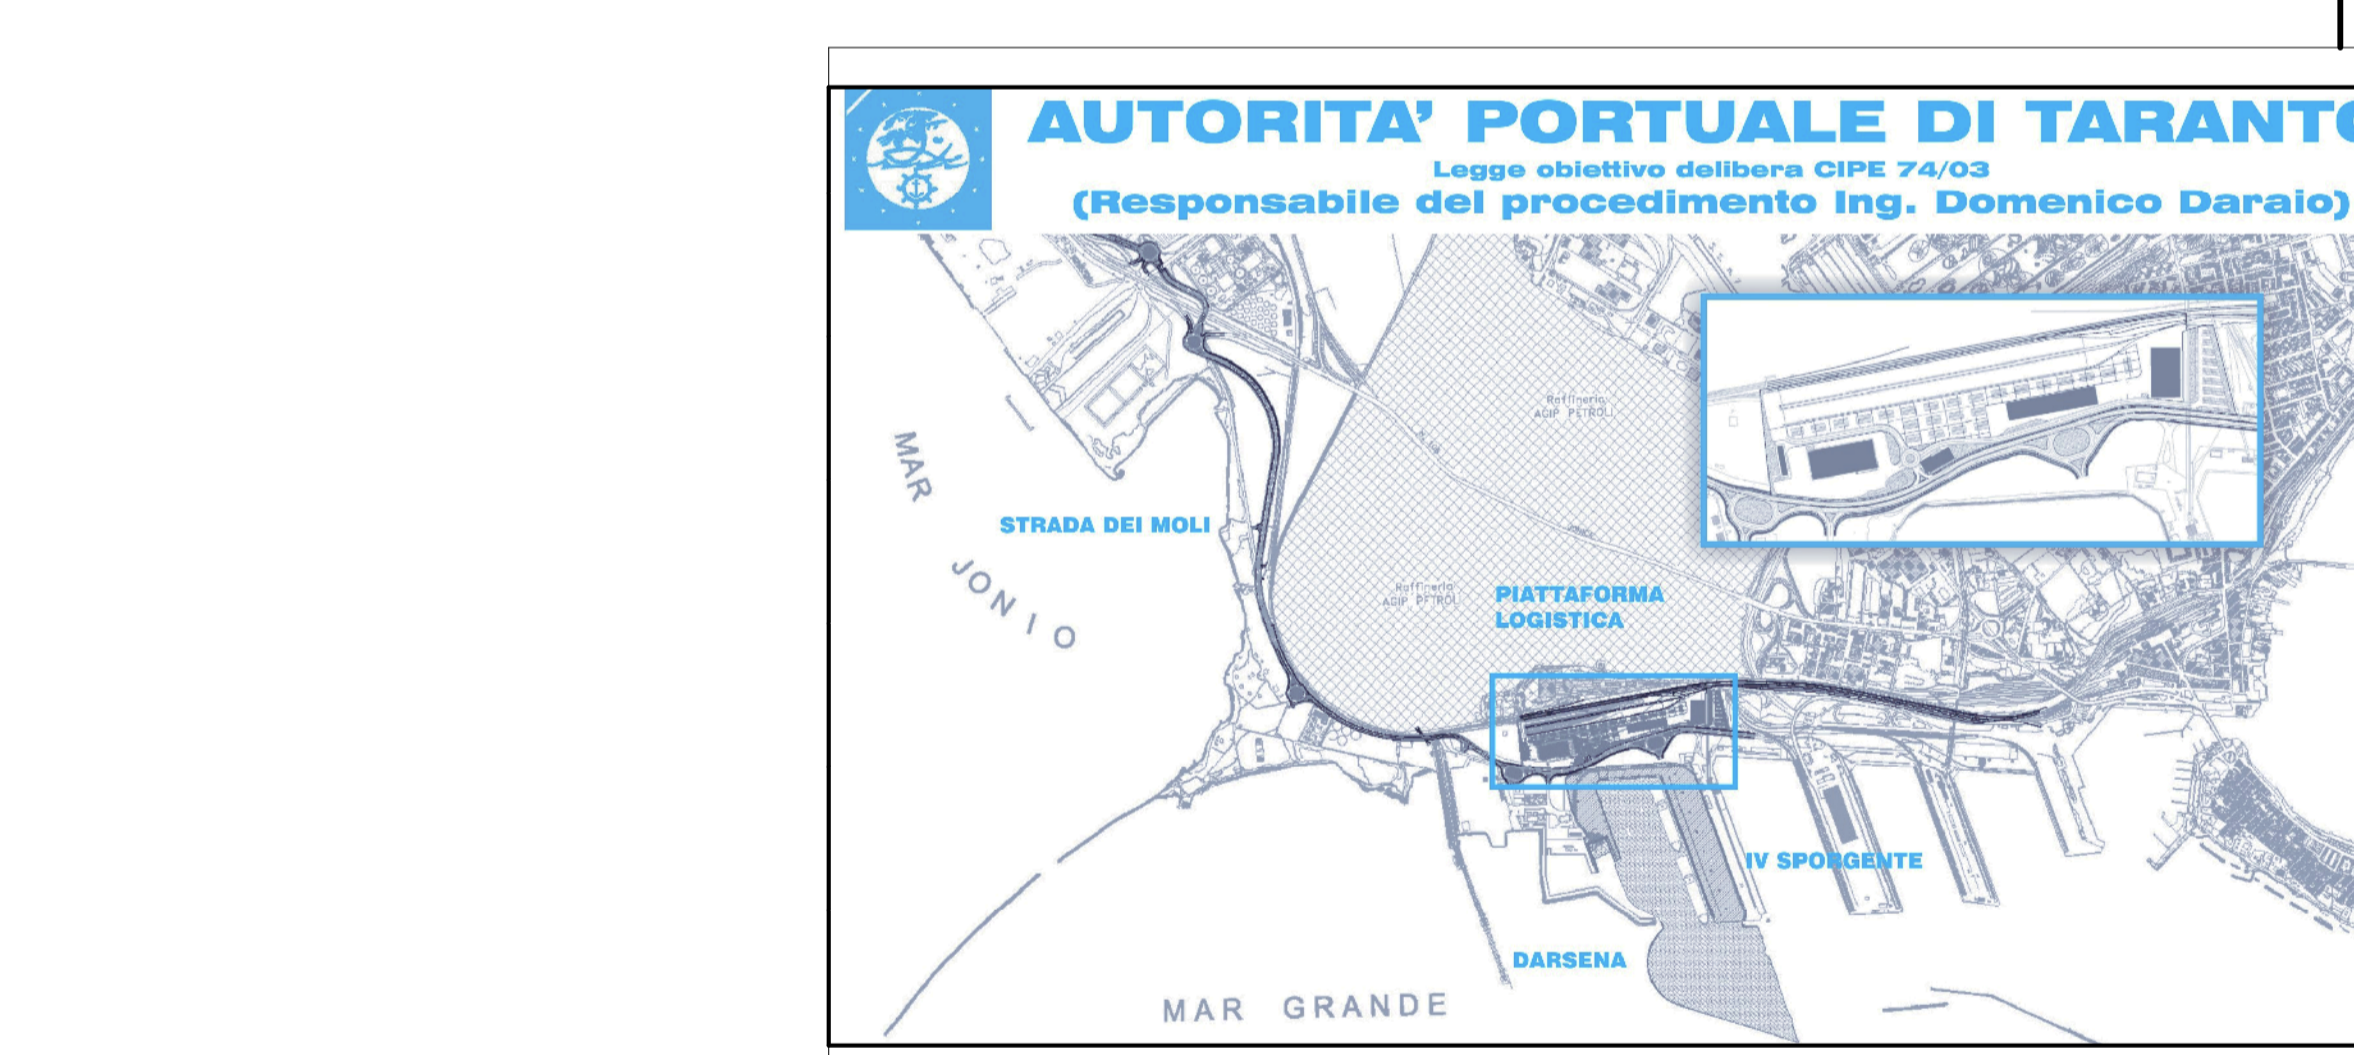 AUTORITA' PORTUALE DI TARANTO
Legge obiettivo delibera CIPE 74/03
(Responsabile del procedimento Ing. Domenico Daraio)
Raffineria
AGIP PETROLI
MAR
JONIO
STRADA DEI MOLI
Raffineria
AGIP PETROLI
PIATTAFORMA
LOGISTICA
IV SPORGENTE
DARSENA
MAR GRANDE